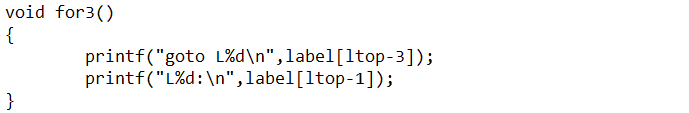 void for3()
{
        printf("goto L%d\n",label[ltop-3]);
        printf("L%d:\n",label[ltop-1]);
}